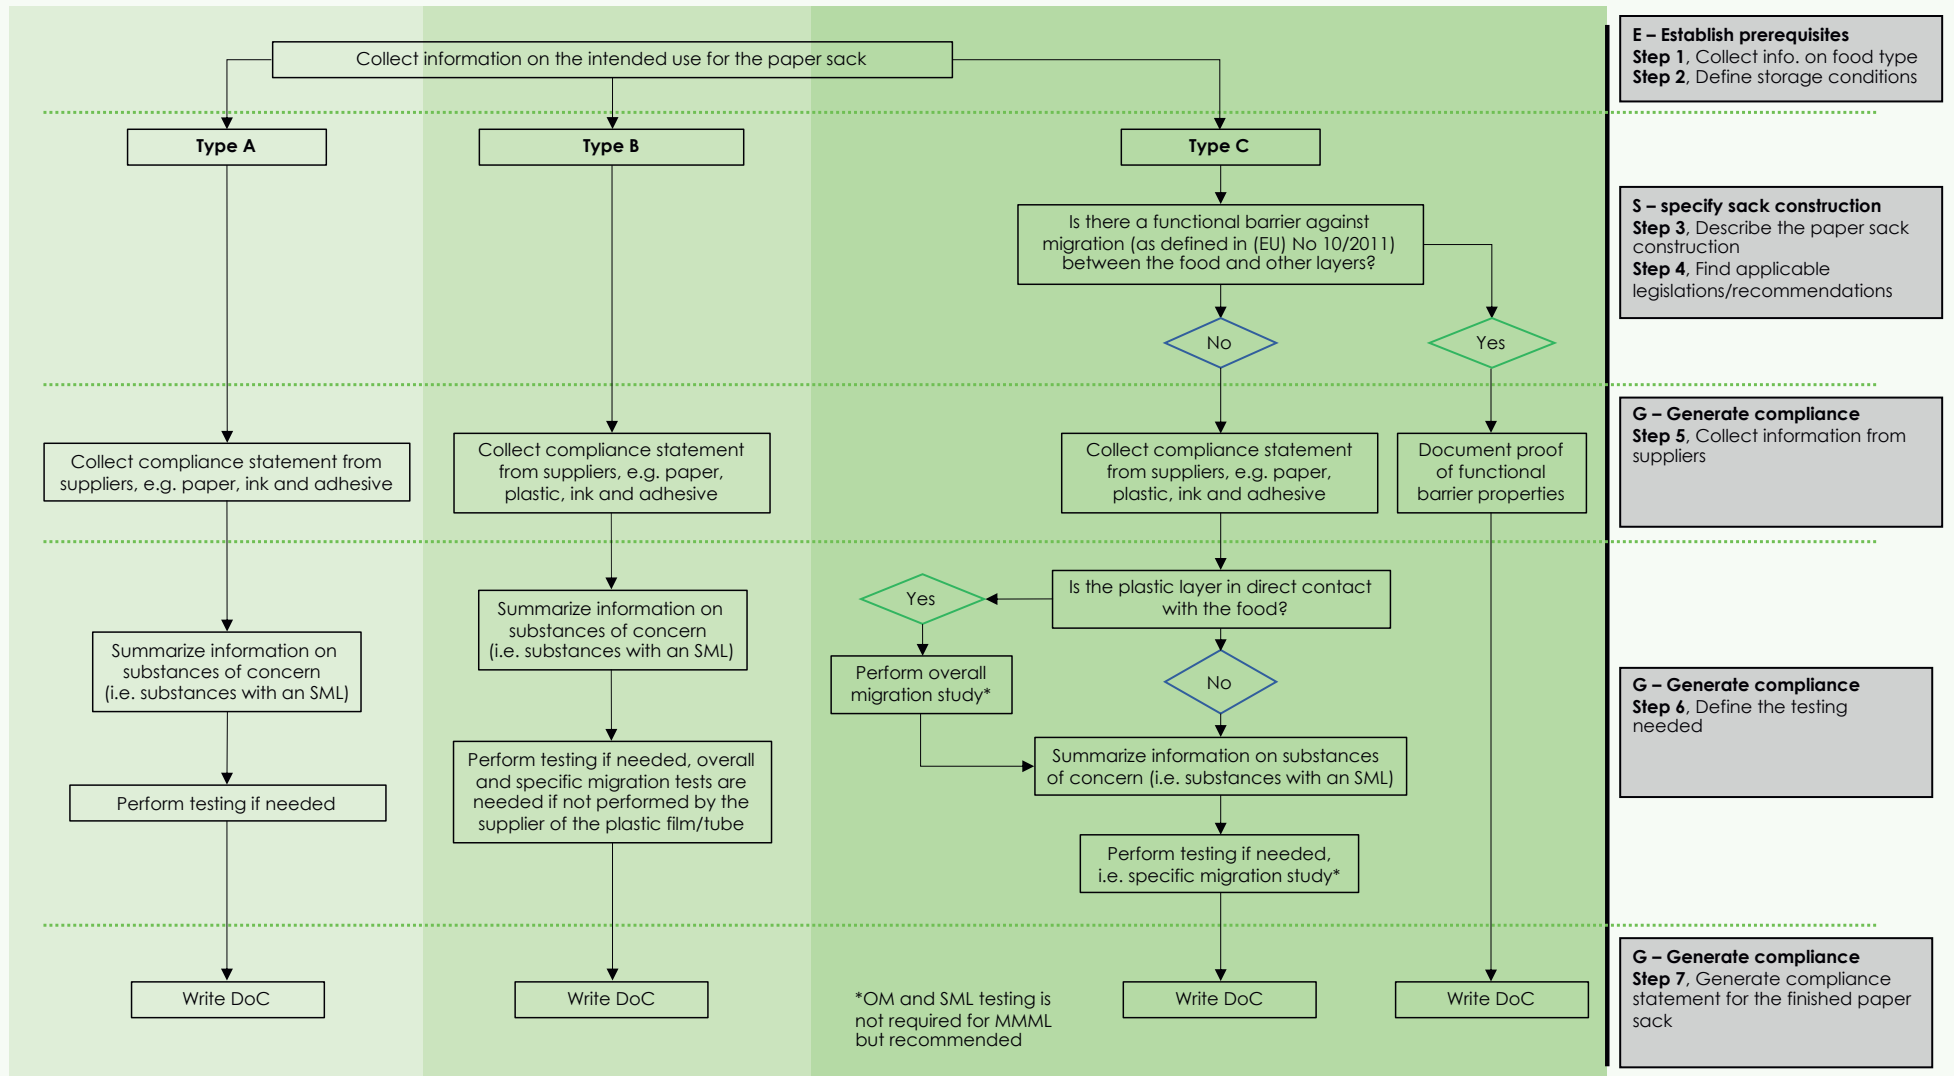 Collect information on the intended use for the paper sack
E – Establish prerequisites
Step 1, Collect info. on food type
Step 2, Define storage conditions
Type A
Type B
Type C
Is there a functional barrier against
migration (as defined in (EU) No 10/2011)
between the food and other layers?
No
Yes
S – specify sack construction
Step 3, Describe the paper sack
construction
Step 4, Find applicable
legislations/recommendations
Collect compliance statement from
suppliers, e.g. paper, ink and adhesive
Collect compliance statement
from suppliers, e.g. paper,
plastic, ink and adhesive
Collect compliance statement
from suppliers, e.g. paper,
plastic, ink and adhesive
Document proof
of functional
barrier properties
G – Generate compliance
Step 5, Collect information from
suppliers
Summarize information on
substances of concern
(i.e. substances with an SML)
Perform testing if needed
Summarize information on
substances of concern
(i.e. substances with an SML)
Perform testing if needed, overall
and specific migration tests are
needed if not performed by the
supplier of the plastic film/tube
Yes
Is the plastic layer in direct contact
with the food?
Perform overall
migration study*
No
Summarize information on substances
of concern (i.e. substances with an SML)
Perform testing if needed,
i.e. specific migration study*
G – Generate compliance
Step 6, Define the testing
needed
Write DoC
Write DoC
*OM and SML testing is
not required for MMML
but recommended
Write DoC
Write DoC
G – Generate compliance
Step 7, Generate compliance
statement for the finished paper
sack